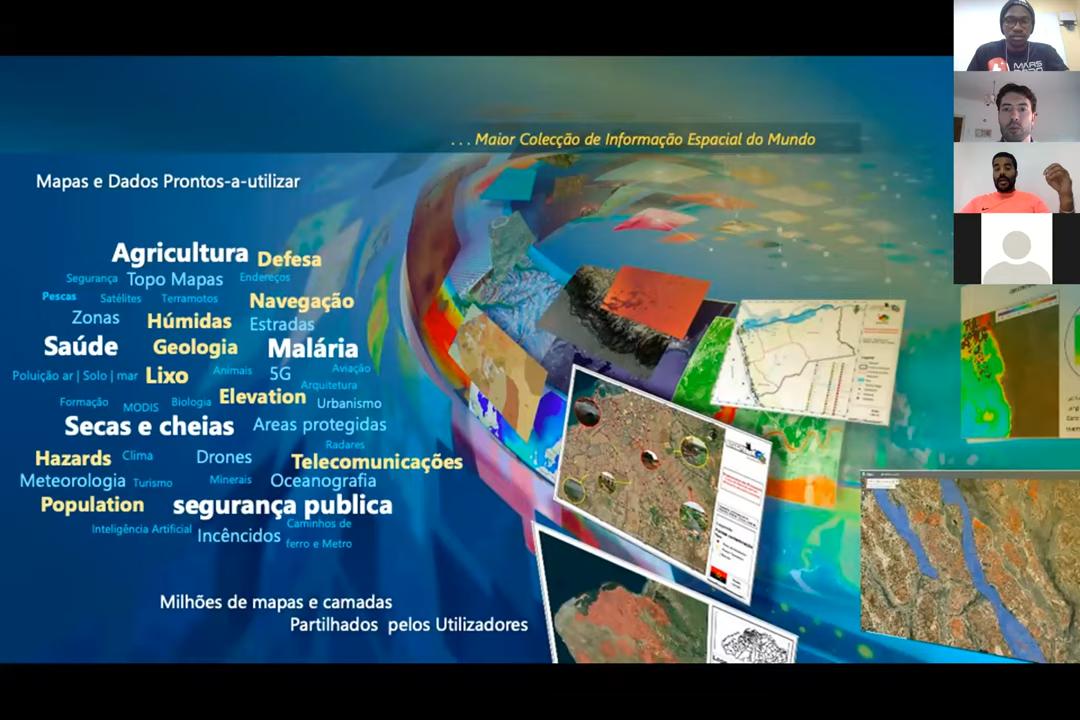 . . . Maior Colecção de Informação Espacial do Mundo
Mapas e Dados Prontos-a-utilizar
Agricultura Defesa
Segurança Topo Mapas Endereços
Pescas Satélites Terramotos Navegação
Zonas Húmidas Estradas
Saúde Geologia Malária
Poluição ar | Solo | mar Lixo Animais 5G Aviação
Arquitetura
Formação MODIS Biologia Elevation Urbanismo
Secas e cheias Areas protegidas
Radares
Hazards Clima Drones Telecomunicações
Meteorologia Turismo Minerais Oceanografia
Population segurança publica
Inteligência Artificial Incêncidos Caminhos de
ferro e Metro
Milhões de mapas e camadas
Partilhados pelos Utilizadores
MARS